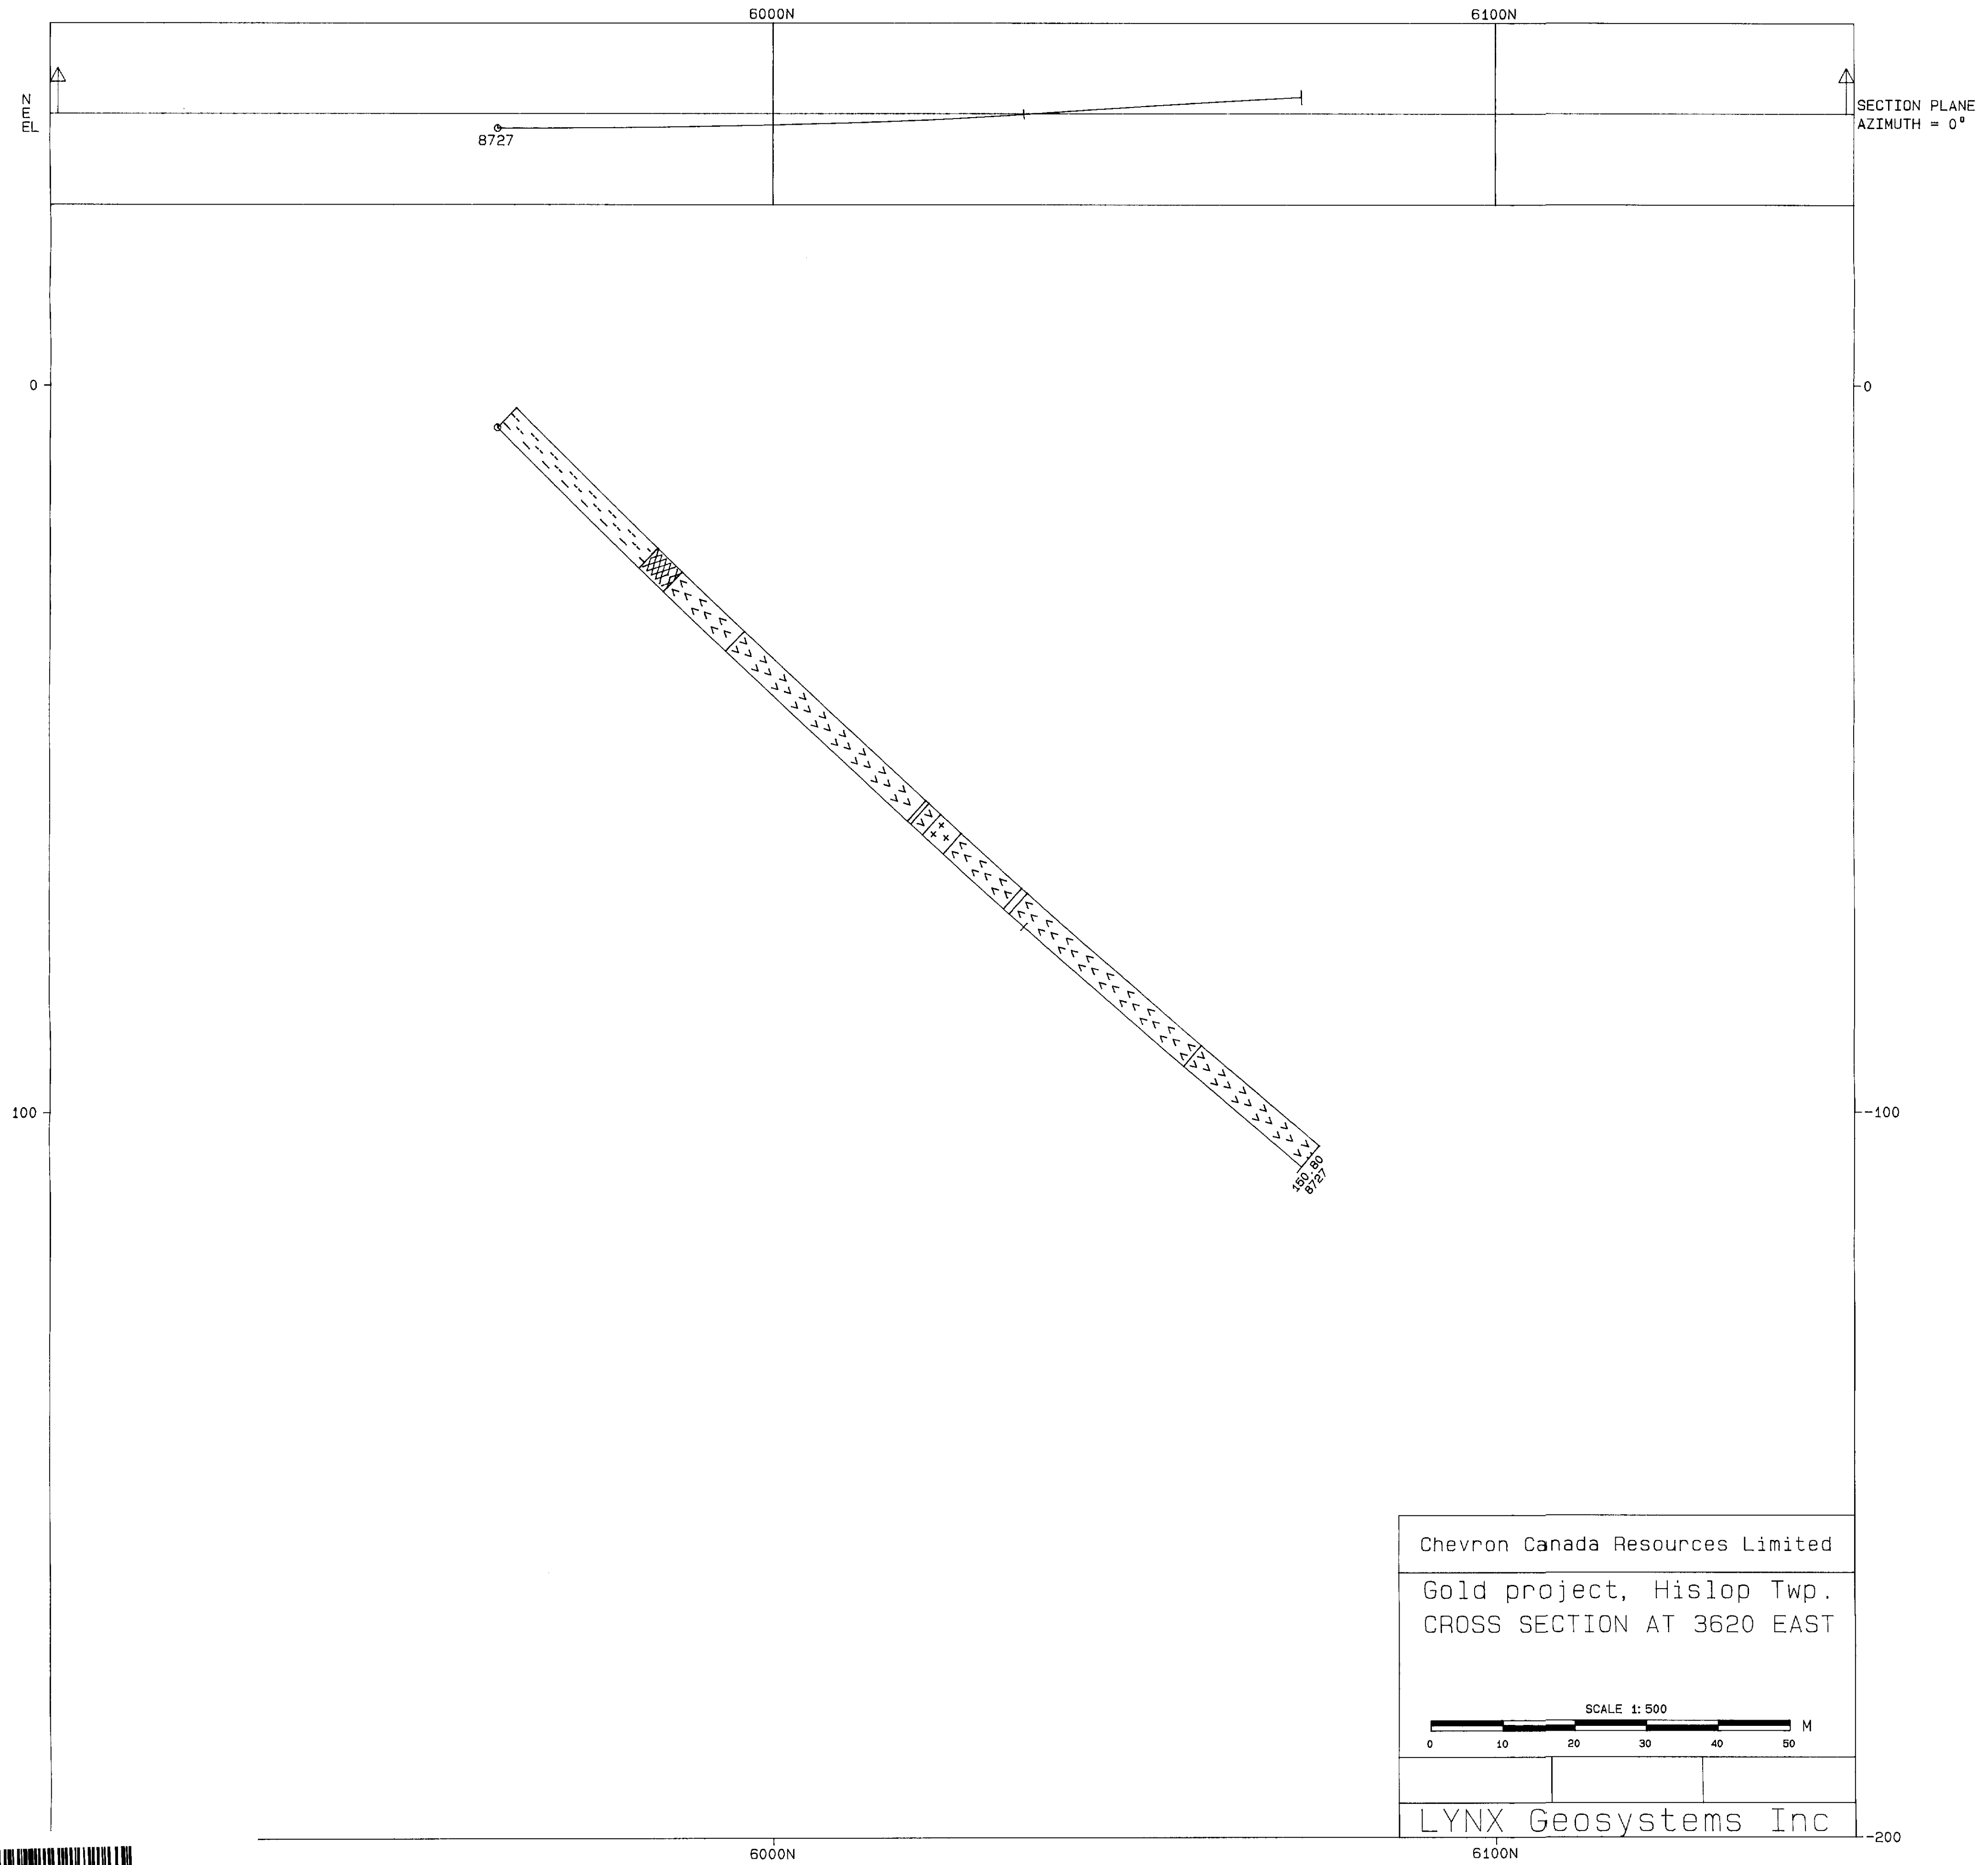 6000N 6100N
N
E
EL
SECTION PLANE
AZIMUTH = 0°
8727
0 0
100 -100
150.80
8727
Chevron Canada Resources Limited
Gold project, Hislop Twp.
CROSS SECTION AT 3620 EAST
SCALE 1:500
M
0 10 20 30 40 50
LYNX Geosystems Inc
-200
6000N 6100N